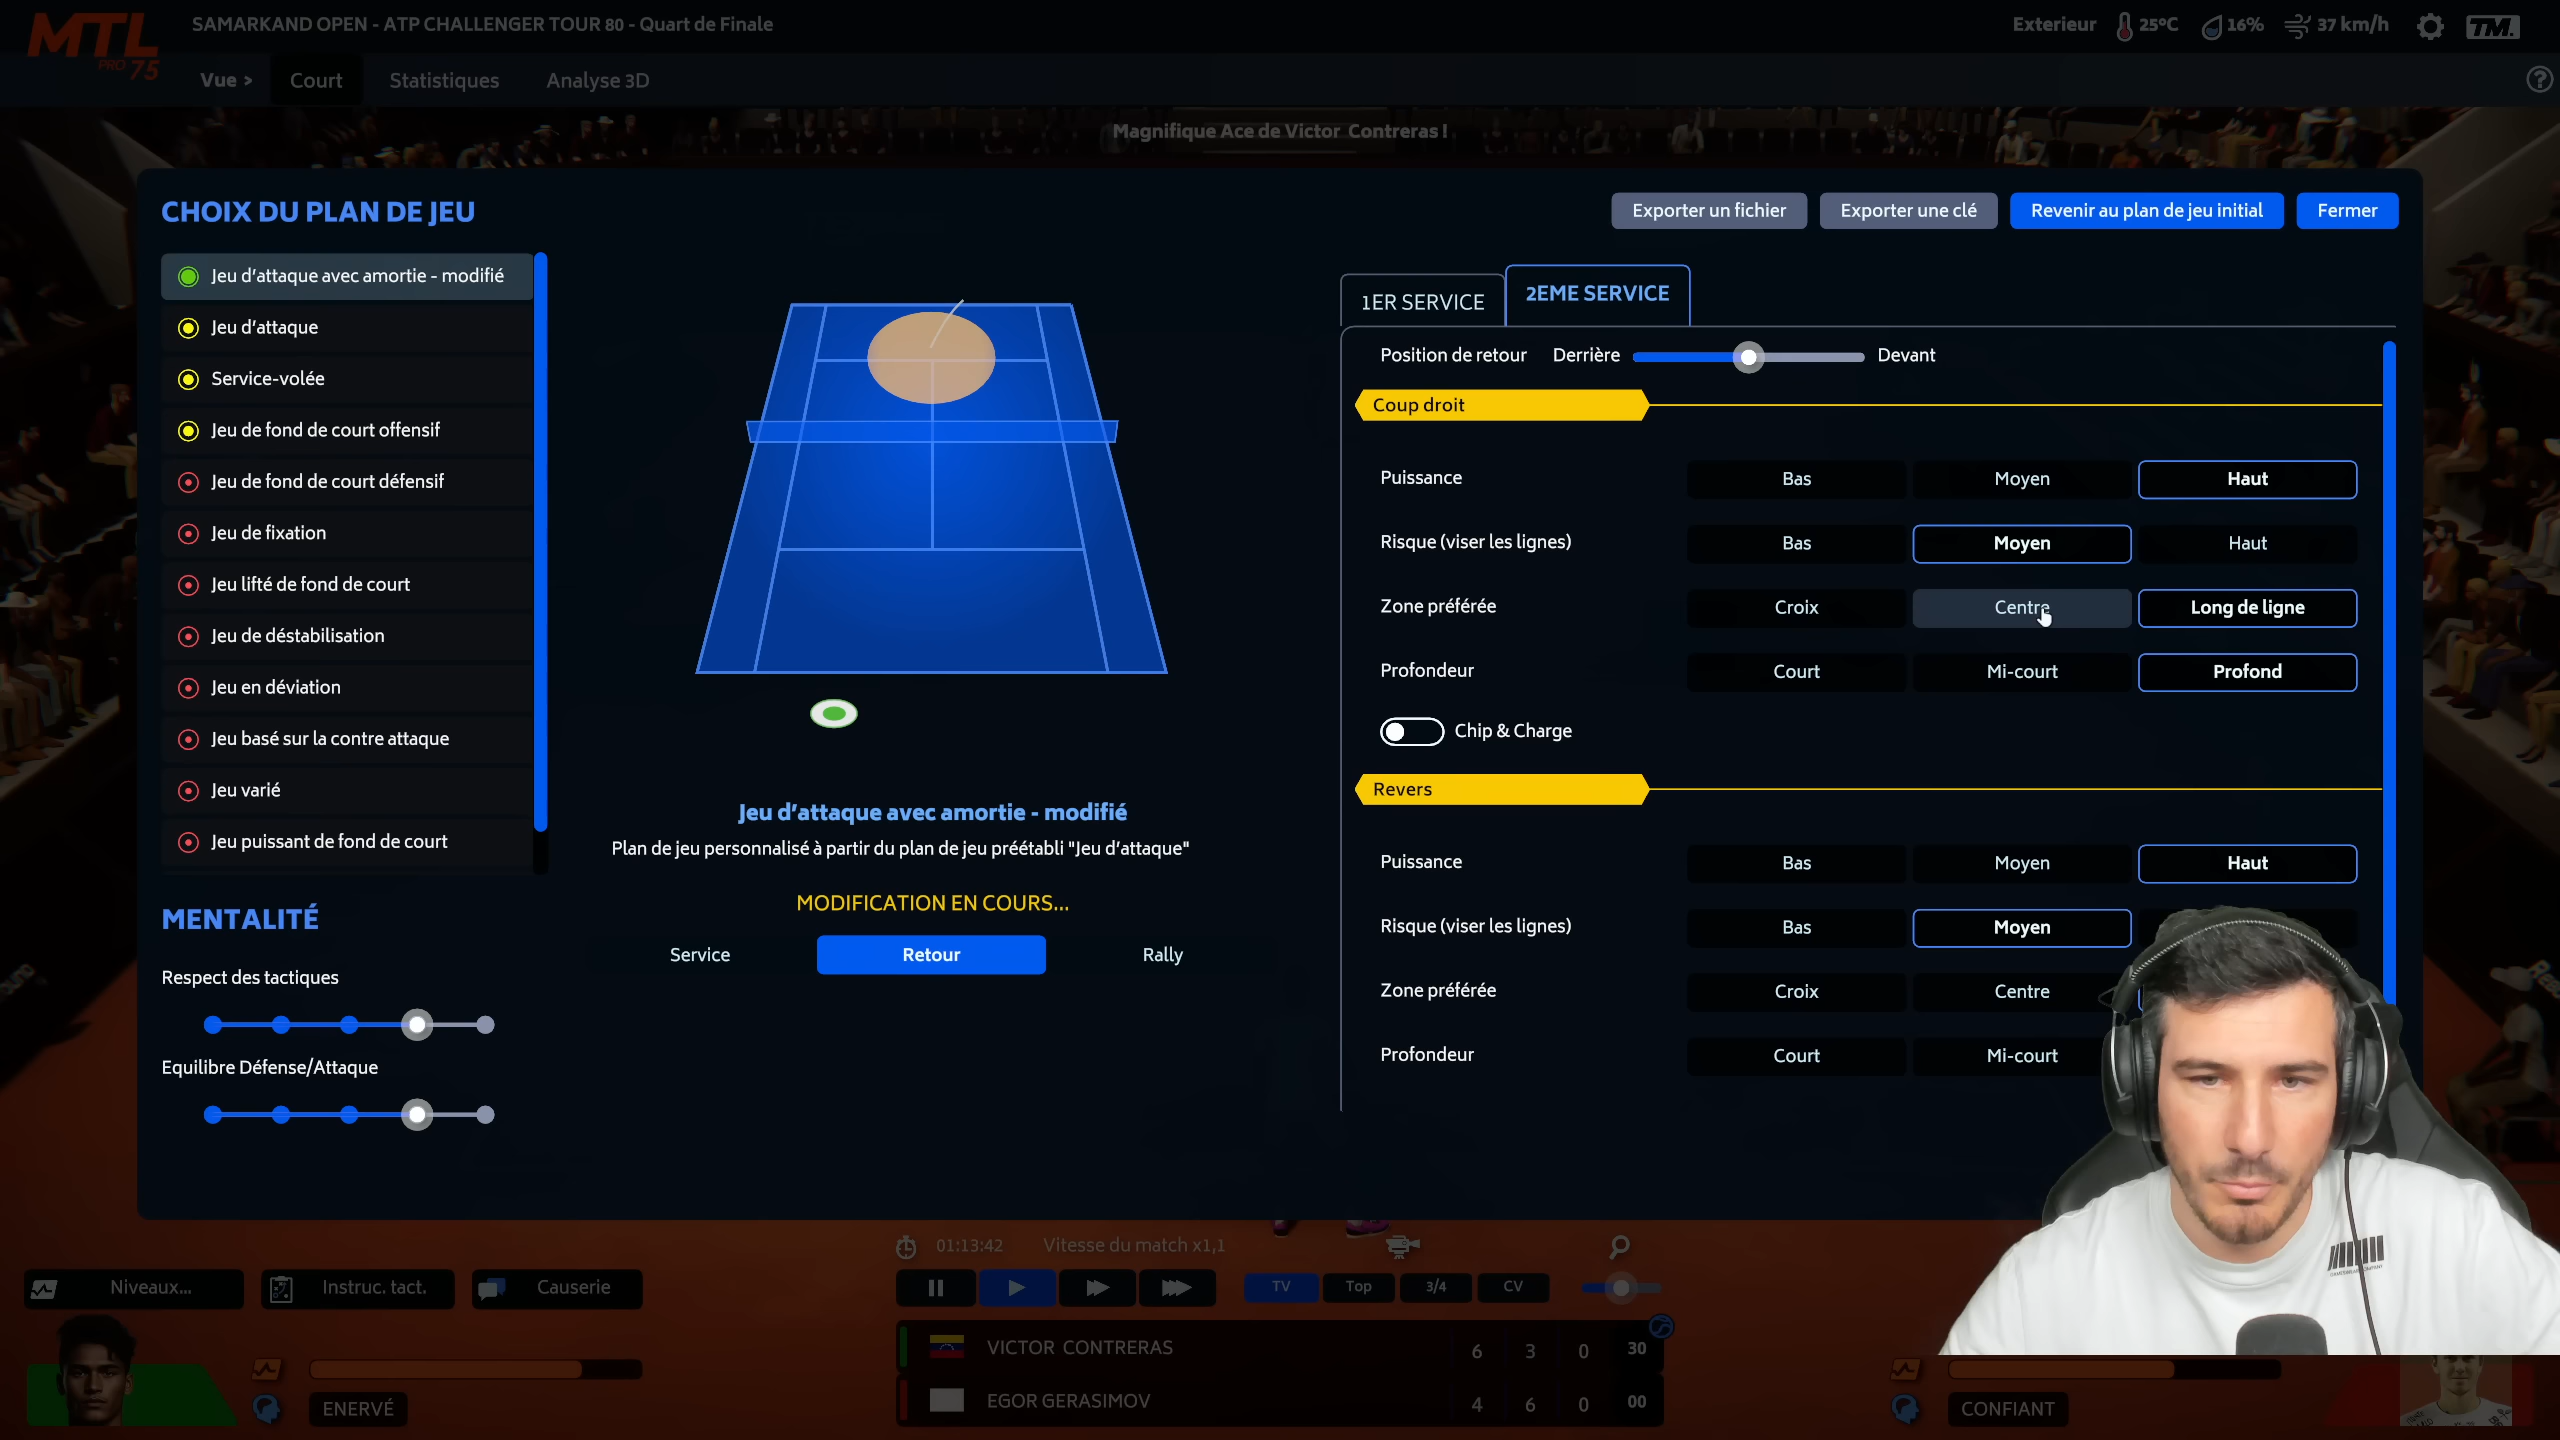 MTL
PRO 75
SAMARKAND OPEN - ATP CHALLENGER TOUR 80 - Quart de Finale
Exterieur 25°C 16% 37 km/h TM.
Vue > Court Statistiques Analyse 3D ?
Magnifique Ace de Victor Contreras !
CHOIX DU PLAN DE JEU
Exporter un fichier Exporter une clé Revenir au plan de jeu initial Fermer
Jeu d'attaque avec amortie - modifié
Jeu d'attaque
Service-volée
Jeu de fond de court offensif
Jeu de fond de court défensif
Jeu de fixation
Jeu lifté de fond de court
Jeu de déstabilisation
Jeu en déviation
Jeu basé sur la contre attaque
Jeu varié
Jeu puissant de fond de court
MENTALITÉ
Respect des tactiques
Equilibre Défense/Attaque
Jeu d'attaque avec amortie - modifié
Plan de jeu personnalisé à partir du plan de jeu préétabli "Jeu d'attaque"
MODIFICATION EN COURS...
Service Retour Rally
1ER SERVICE 2EME SERVICE
Position de retour Derrière Devant
Coup droit
Puissance Bas Moyen Haut
Risque (viser les lignes) Bas Moyen Haut
Zone préférée Croix Centre Long de ligne
Profondeur Court Mi-court Profond
Chip & Charge
Revers
Puissance Bas Moyen Haut
Risque (viser les lignes) Bas Moyen
Zone préférée Croix Centre
Profondeur Court Mi-court
01:13:42 Vitesse du match x1,1
Niveaux... Instruc. tact. Causerie
TV Top 3/4 CV
VICTOR CONTRERAS 6 3 0 30
EGOR GERASIMOV 4 6 0 00
ENERVÉ
CONFIANT